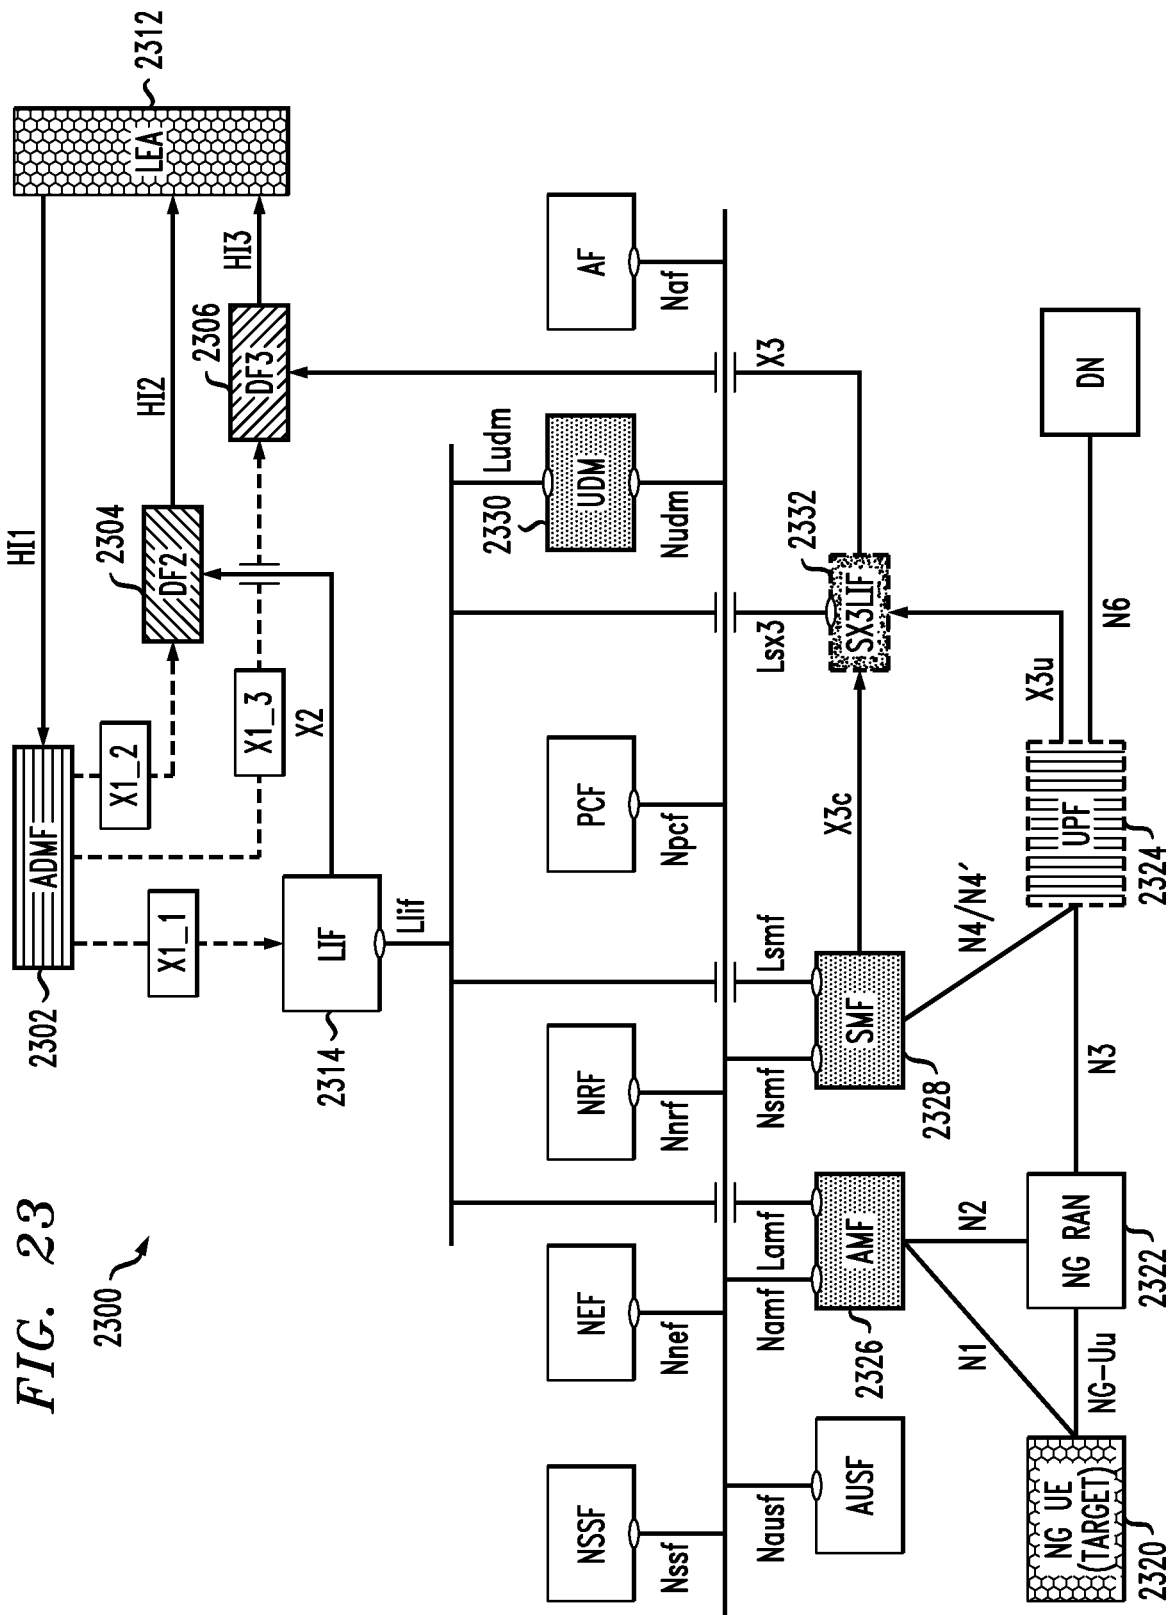 FIG. 23
2300
HI1
2312
LEA
2302
ADMF
X1_2
2304
DF2
HI2
X1_1
X1_3
2306
DF3
HI3
2314
LIF
X2
Llif
NSSF
Nssf
NEF
Nnef
NRF
Nnrf
PCF
Npcf
Ludm
2330
UDM
Nudm
AF
Naf
Nausf
AUSF
Namf
Lamf
2326
AMF
Nsmf
Lsmf
2328
SMF
X3c
Lsx3
SX3LIF
2332
X3
N1
N2
N4/N4′
X3u
N6
DN
NG UE
(TARGET)
2320
NG-Uu
NG RAN
2322
N3
UPF
2324